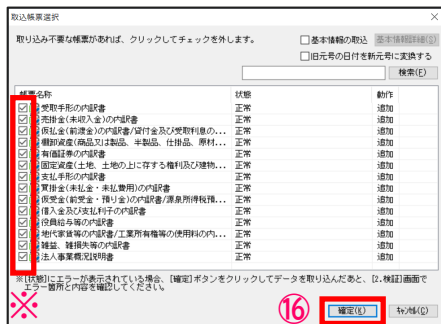 取込帳票選択
取り込み不要な帳票があれば、クリックしてチェックを外します。
基本情報の取込 基本情報詳細(S)
旧元号の日付を新元号に変換する
検索(F)
帳票名称 状態 動作
受取手形の内訳書 正常 追加
売掛金(未収入金)の内訳書 正常 追加
仮払金(前渡金)の内訳書/貸付金及び受取利息の... 正常 追加
棚卸資産(商品又は製品、半製品、仕掛品、原材... 正常 追加
有価証券の内訳書 正常 追加
固定資産(土地、土地の上に存する権利及び建物... 正常 追加
支払手形の内訳書 正常 追加
買掛金(未払金・未払費用)の内訳書 正常 追加
仮受金(前受金・預り金)の内訳書/源泉所得税預... 正常 追加
借入金及び支払利子の内訳書 正常 追加
役員給与等の内訳書 正常 追加
地代家賃等の内訳書/工業所有権等の使用料の内... 正常 追加
雑益、雑損失等の内訳書 正常 追加
法人事業概況説明書 正常 追加
※[状態]にエラーが表示されている場合、[確定]ボタンをクリックしてデータを取り込んだあと、[2.検証]画面で
エラー箇所と内容を確認してください。
※
⑯ 確定(K) キャンセル(C)